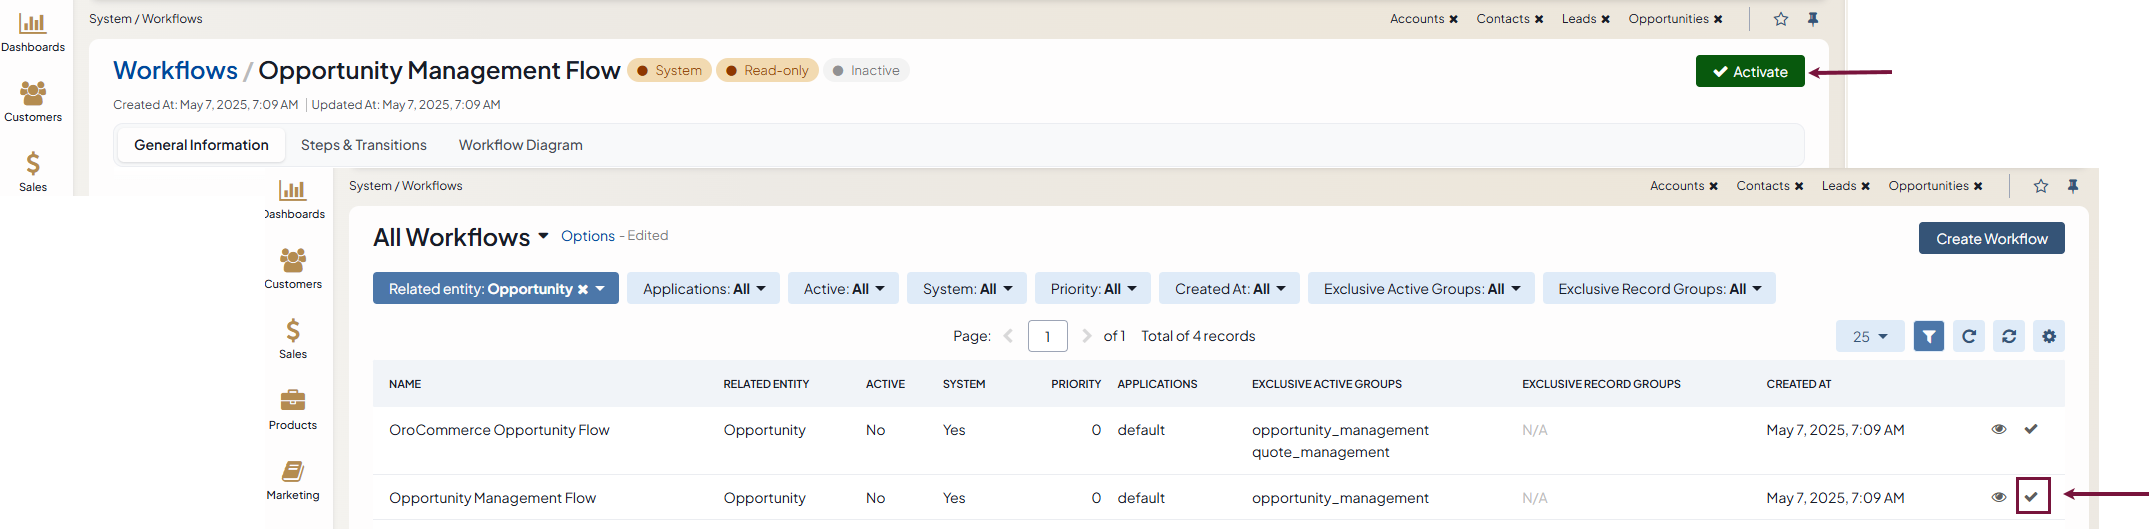 System / Workflows
Accounts ✖ Contacts ✖ Leads ✖ Opportunities ✖
Dashboards
Customers
Sales
Workflows / Opportunity Management Flow System Read-only Inactive
Activate
Created At: May 7, 2025, 7:09 AM | Updated At: May 7, 2025, 7:09 AM
General Information Steps & Transitions Workflow Diagram
System / Workflows
Accounts ✖ Contacts ✖ Leads ✖ Opportunities ✖
Dashboards
Customers
Sales
Products
Marketing
All Workflows Options - Edited
Create Workflow
Related entity: Opportunity ✖ Applications: All Active: All System: All Priority: All Created At: All Exclusive Active Groups: All Exclusive Record Groups: All
Page: 1 of 1 Total of 4 records 25
NAME RELATED ENTITY ACTIVE SYSTEM PRIORITY APPLICATIONS EXCLUSIVE ACTIVE GROUPS EXCLUSIVE RECORD GROUPS CREATED AT
OroCommerce Opportunity Flow Opportunity No Yes 0 default opportunity_management N/A May 7, 2025, 7:09 AM
quote_management
Opportunity Management Flow Opportunity No Yes 0 default opportunity_management N/A May 7, 2025, 7:09 AM